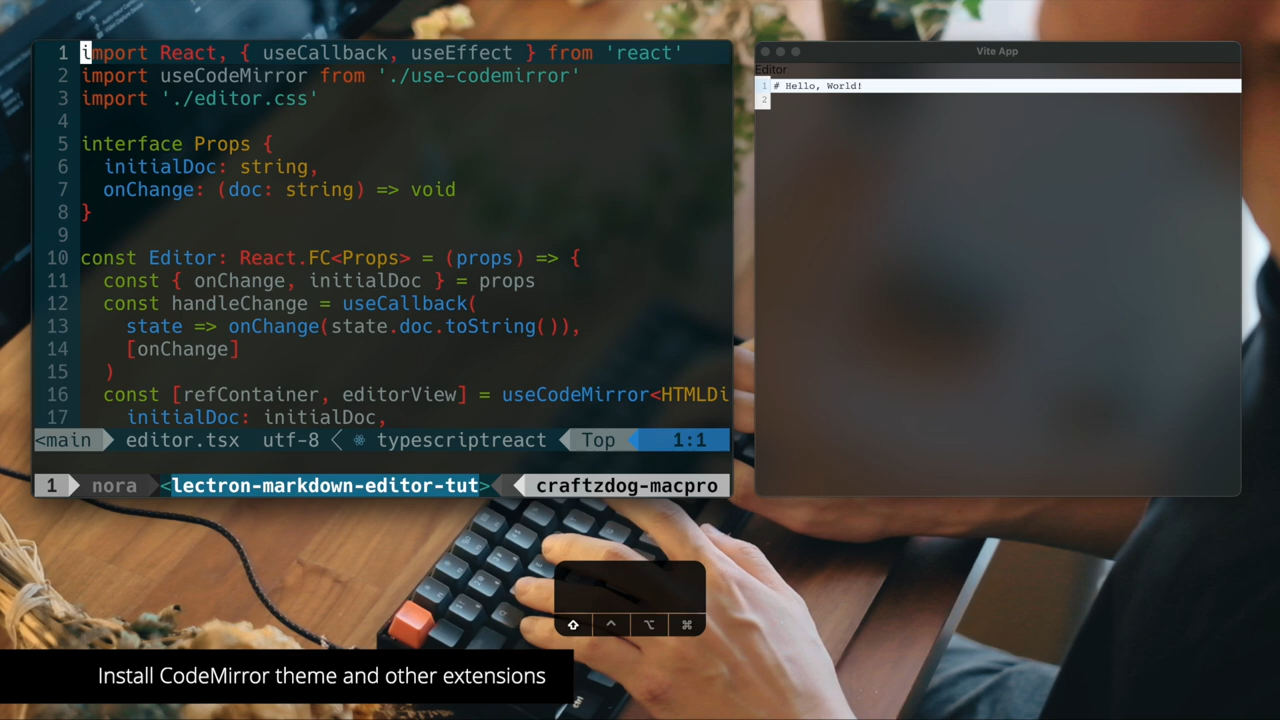 1 import React, { useCallback, useEffect } from 'react'
2 import useCodeMirror from './use-codemirror'
3 import './editor.css'
4
5 interface Props {
6   initialDoc: string,
7   onChange: (doc: string) => void
8 }
9
10 const Editor: React.FC<Props> = (props) => {
11   const { onChange, initialDoc } = props
12   const handleChange = useCallback(
13     state => onChange(state.doc.toString()),
14     [onChange]
15   )
16   const [refContainer, editorView] = useCodeMirror<HTMLDi
17     initialDoc: initialDoc,
<main editor.tsx utf-8 < typescriptreact Top 1:1
1 nora <lectron-markdown-editor-tut> craftzdog-macpro
Vite App
Editor
1 # Hello, World!
2
⇧ ^ ⌥ ⌘
Install CodeMirror theme and other extensions
ctrl